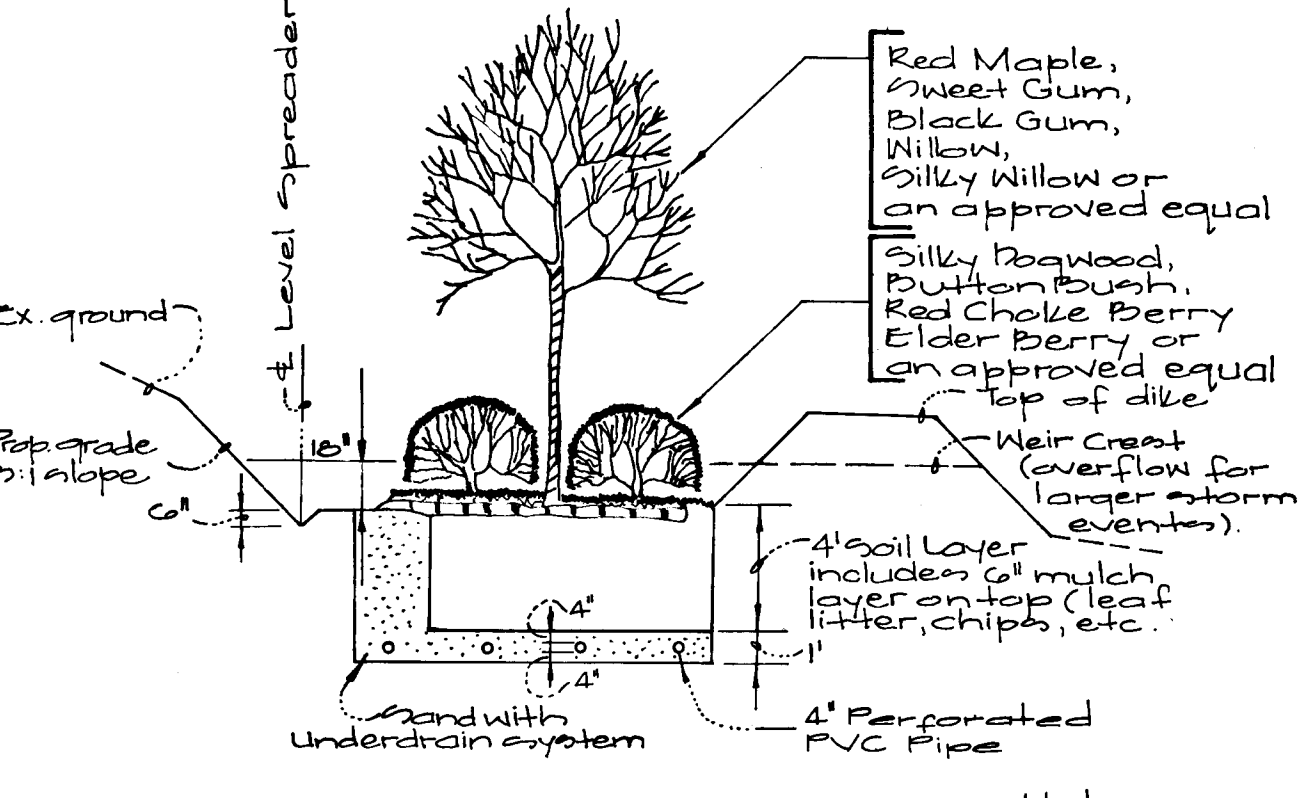 ℄ Level Spreader
Red Maple,
Sweet Gum,
Black Gum,
Willow,
Silky Willow or
an approved equal
Silky Dogwood,
Button Bush,
Red Choke Berry
Elder Berry or
an approved equal
Ex. ground
Top of dike
Prop. grade
:1 slope
18"
6"
Weir Crest
(overflow for
larger storm
events).
4' Soil Layer
includes 6" mulch
layer on top (leaf
litter, chips, etc.
1'
4"
4"
Sand with
underdrain system
4" Perforated
PVC Pipe